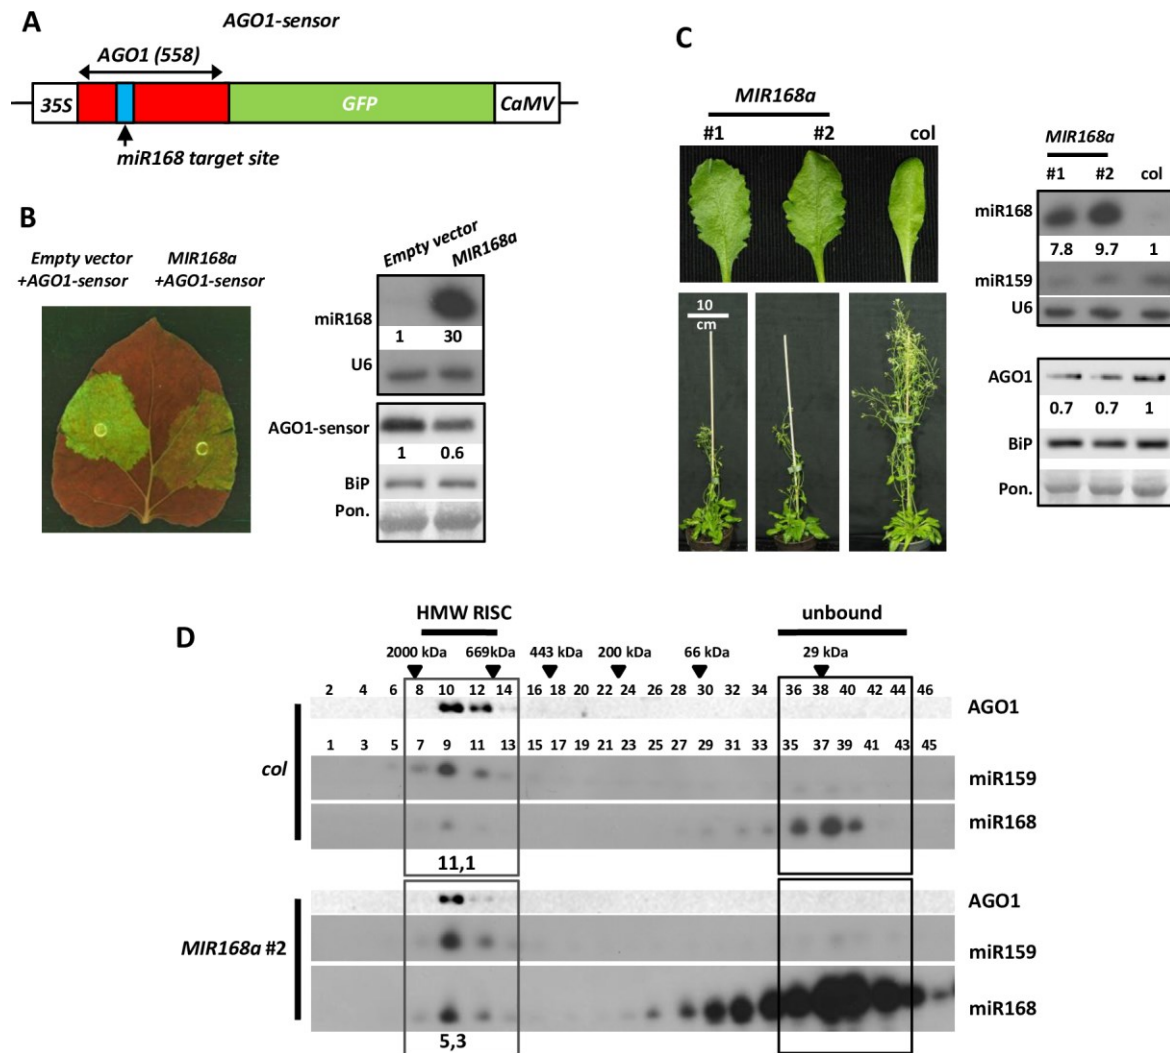 A
AGO1-sensor
AGO1 (558)
35S
GFP
CaMV
miR168 target site
B
Empty vector
+AGO1-sensor
MIR168a
+AGO1-sensor
Empty vector
MIR168a
miR168
1 30
U6
AGO1-sensor
1 0.6
BiP
Pon.
C
MIR168a
#1 #2 col
10
cm
MIR168a
#1 #2 col
miR168
7.8 9.7 1
miR159
U6
AGO1
0.7 0.7 1
BiP
Pon.
D
HMW RISC unbound
2000 kDa 669kDa 443 kDa 200 kDa 66 kDa 29 kDa
2 4 6 8 10 12 14 16 18 20 22 24 26 28 30 32 34 36 38 40 42 44 46
AGO1
1 3 5 7 9 11 13 15 17 19 21 23 25 27 29 31 33 35 37 39 41 43 45
col
miR159
miR168
11,1
AGO1
MIR168a #2
miR159
miR168
5,3